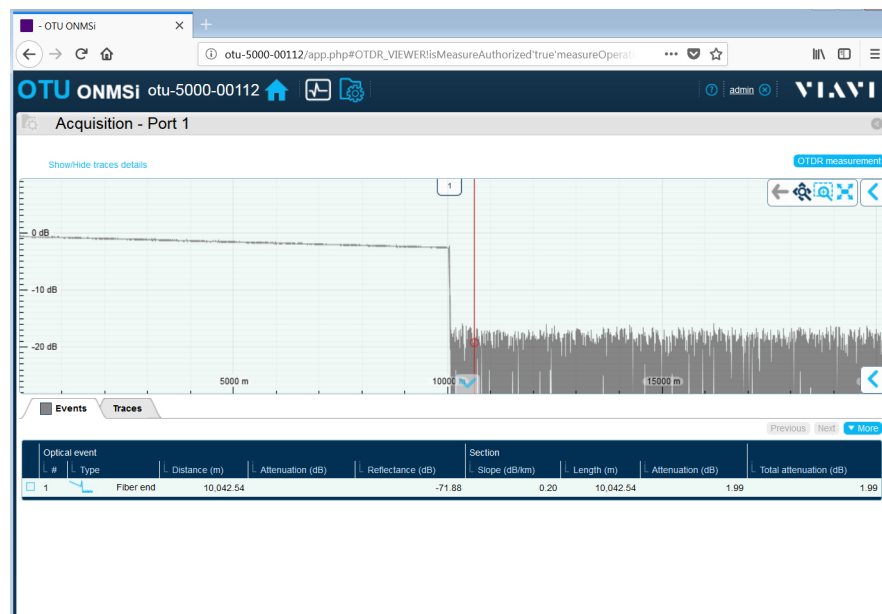 - OTU ONMSi
otu-5000-00112/app.php#OTDR_VIEWER!isMeasureAuthorized'true'measureOperati
OTU ONMSi otu-5000-00112
admin
VIAVI
Acquisition - Port 1
Show/Hide traces details
OTDR measurement
1
0 dB
-10 dB
-20 dB
5000 m 10000 m 15000 m
Events Traces
Previous Next More
Optical event Section
# Type Distance (m) Attenuation (dB) Reflectance (dB) Slope (dB/km) Length (m) Attenuation (dB) Total attenuation (dB)
1 Fiber end 10,042.54 -71.88 0.20 10,042.54 1.99 1.99